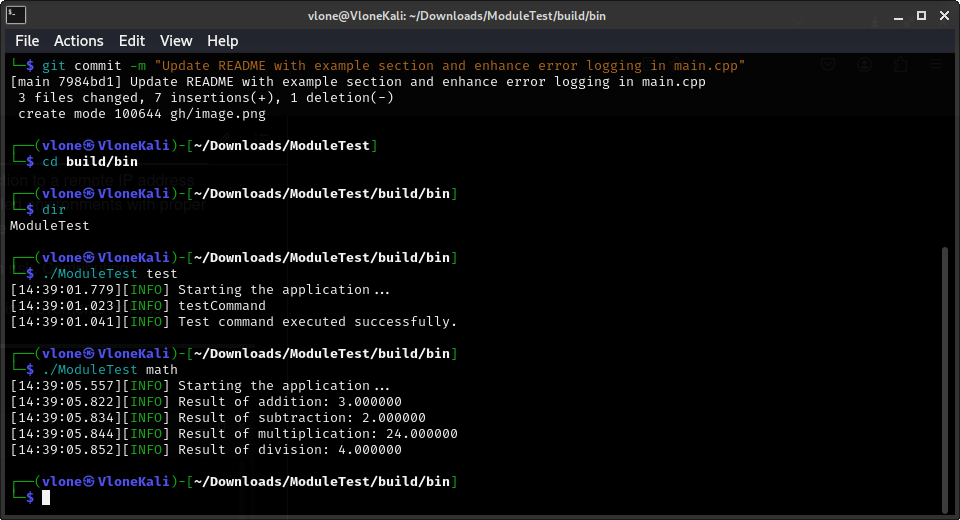 vlone@VloneKali: ~/Downloads/ModuleTest/build/bin
File Actions Edit View Help
└─$ git commit -m "Update README with example section and enhance error logging in main.cpp"
[main 7984bd1] Update README with example section and enhance error logging in main.cpp
 3 files changed, 7 insertions(+), 1 deletion(-)
 create mode 100644 gh/image.png
┌──(vlone㉿VloneKali)-[~/Downloads/ModuleTest]
└─$ cd build/bin
tion to a remote IP address
┌──(vlone㉿VloneKali)-[~/Downloads/ModuleTest/build/bin]
nments with proper
└─$ dir
ModuleTest
┌──(vlone㉿VloneKali)-[~/Downloads/ModuleTest/build/bin]
└─$ ./ModuleTest test
[14:39:01.779][INFO] Starting the application...
[14:39:01.023][INFO] testCommand
[14:39:01.041][INFO] Test command executed successfully.
┌──(vlone㉿VloneKali)-[~/Downloads/ModuleTest/build/bin]
└─$ ./ModuleTest math
[14:39:05.557][INFO] Starting the application...
[14:39:05.822][INFO] Result of addition: 3.000000
[14:39:05.834][INFO] Result of subtraction: 2.000000
[14:39:05.844][INFO] Result of multiplication: 24.000000
[14:39:05.852][INFO] Result of division: 4.000000
┌──(vlone㉿VloneKali)-[~/Downloads/ModuleTest/build/bin]
└─$